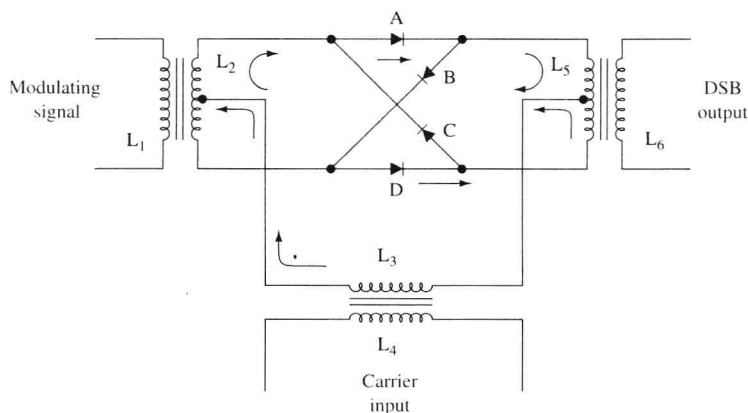 A
L2
B
L5
Modulating
signal
DSB
output
C
L1
L6
D
L3
L4
Carrier
input